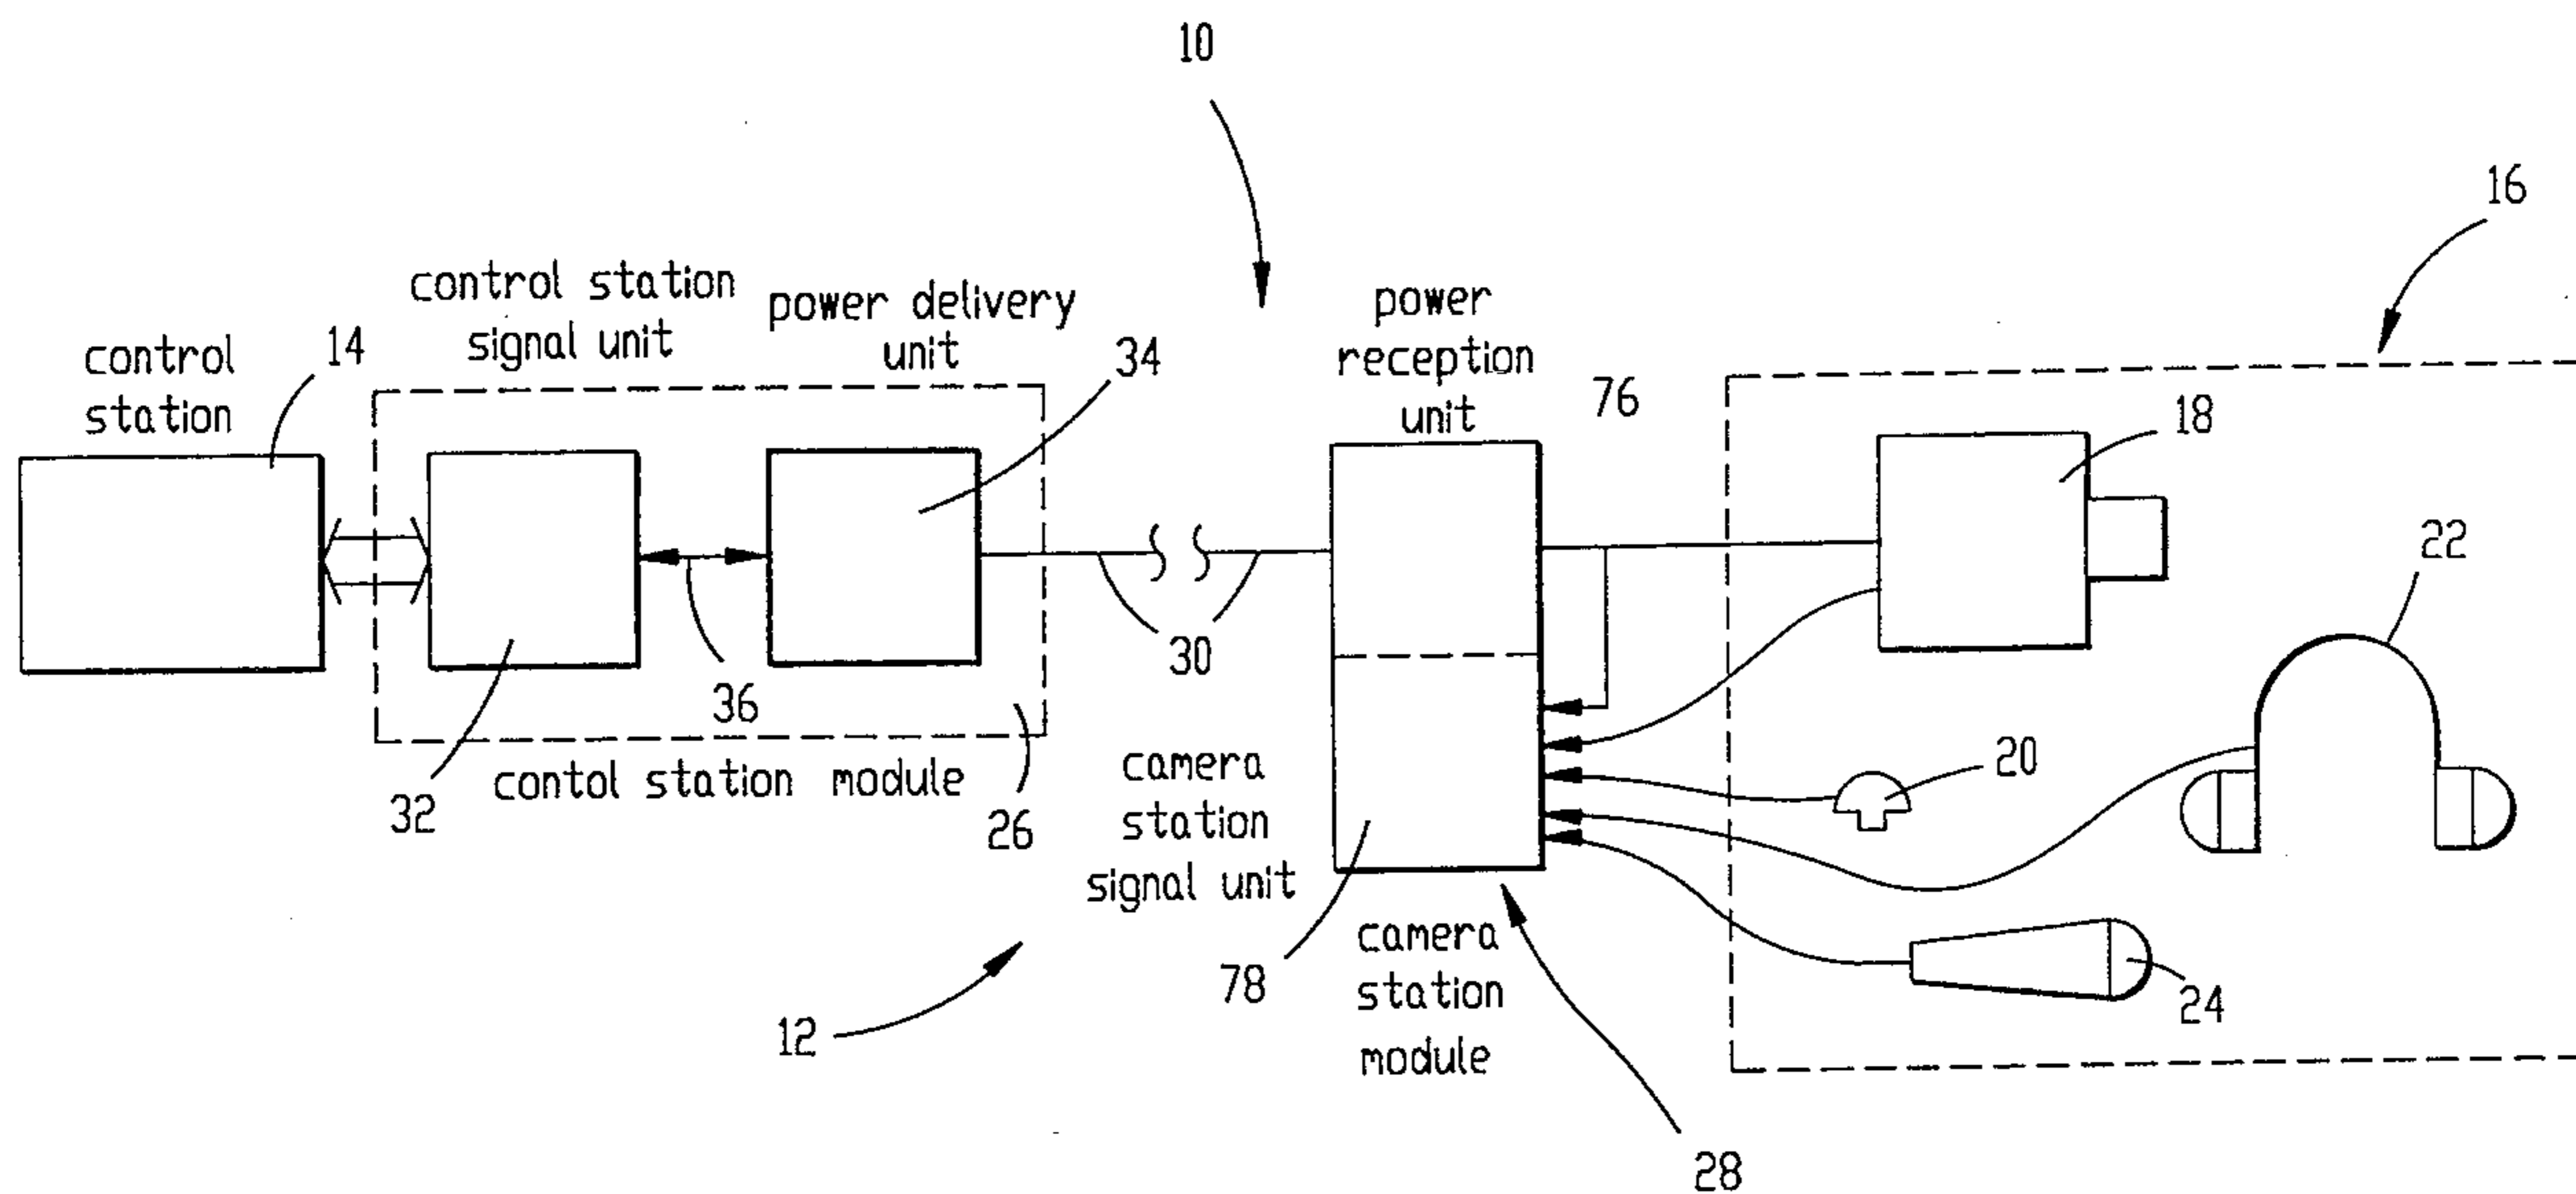 10
16
control station
signal unit
power delivery
unit
power
reception
unit
control
station
14
34
76
18
22
30
36
32
contol station module
26
camera
station
signal unit
20
78
camera
station
module
24
12
28